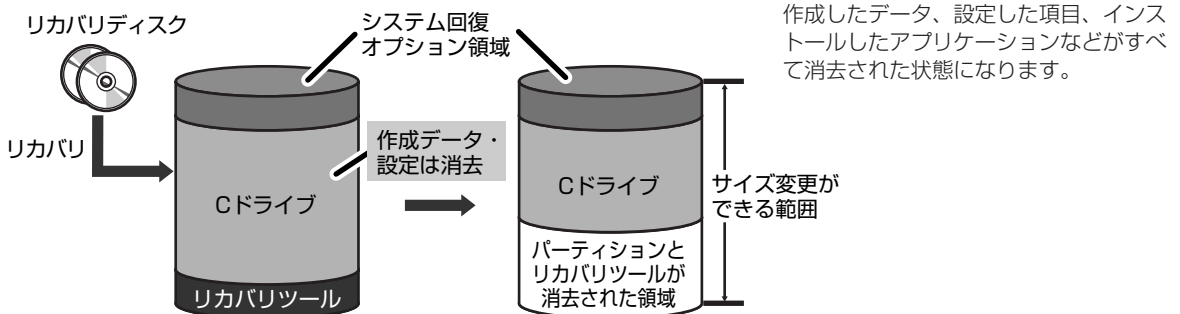 リカバリディスク
システム回復
オプション領域
作成したデータ、設定した項目、インス
トールしたアプリケーションなどがすべ
て消去された状態になります。
リカバリ
作成データ・
設定は消去
Cドライブ
リカバリツール
Cドライブ
サイズ変更が
できる範囲
パーティションと
リカバリツールが
消去された領域